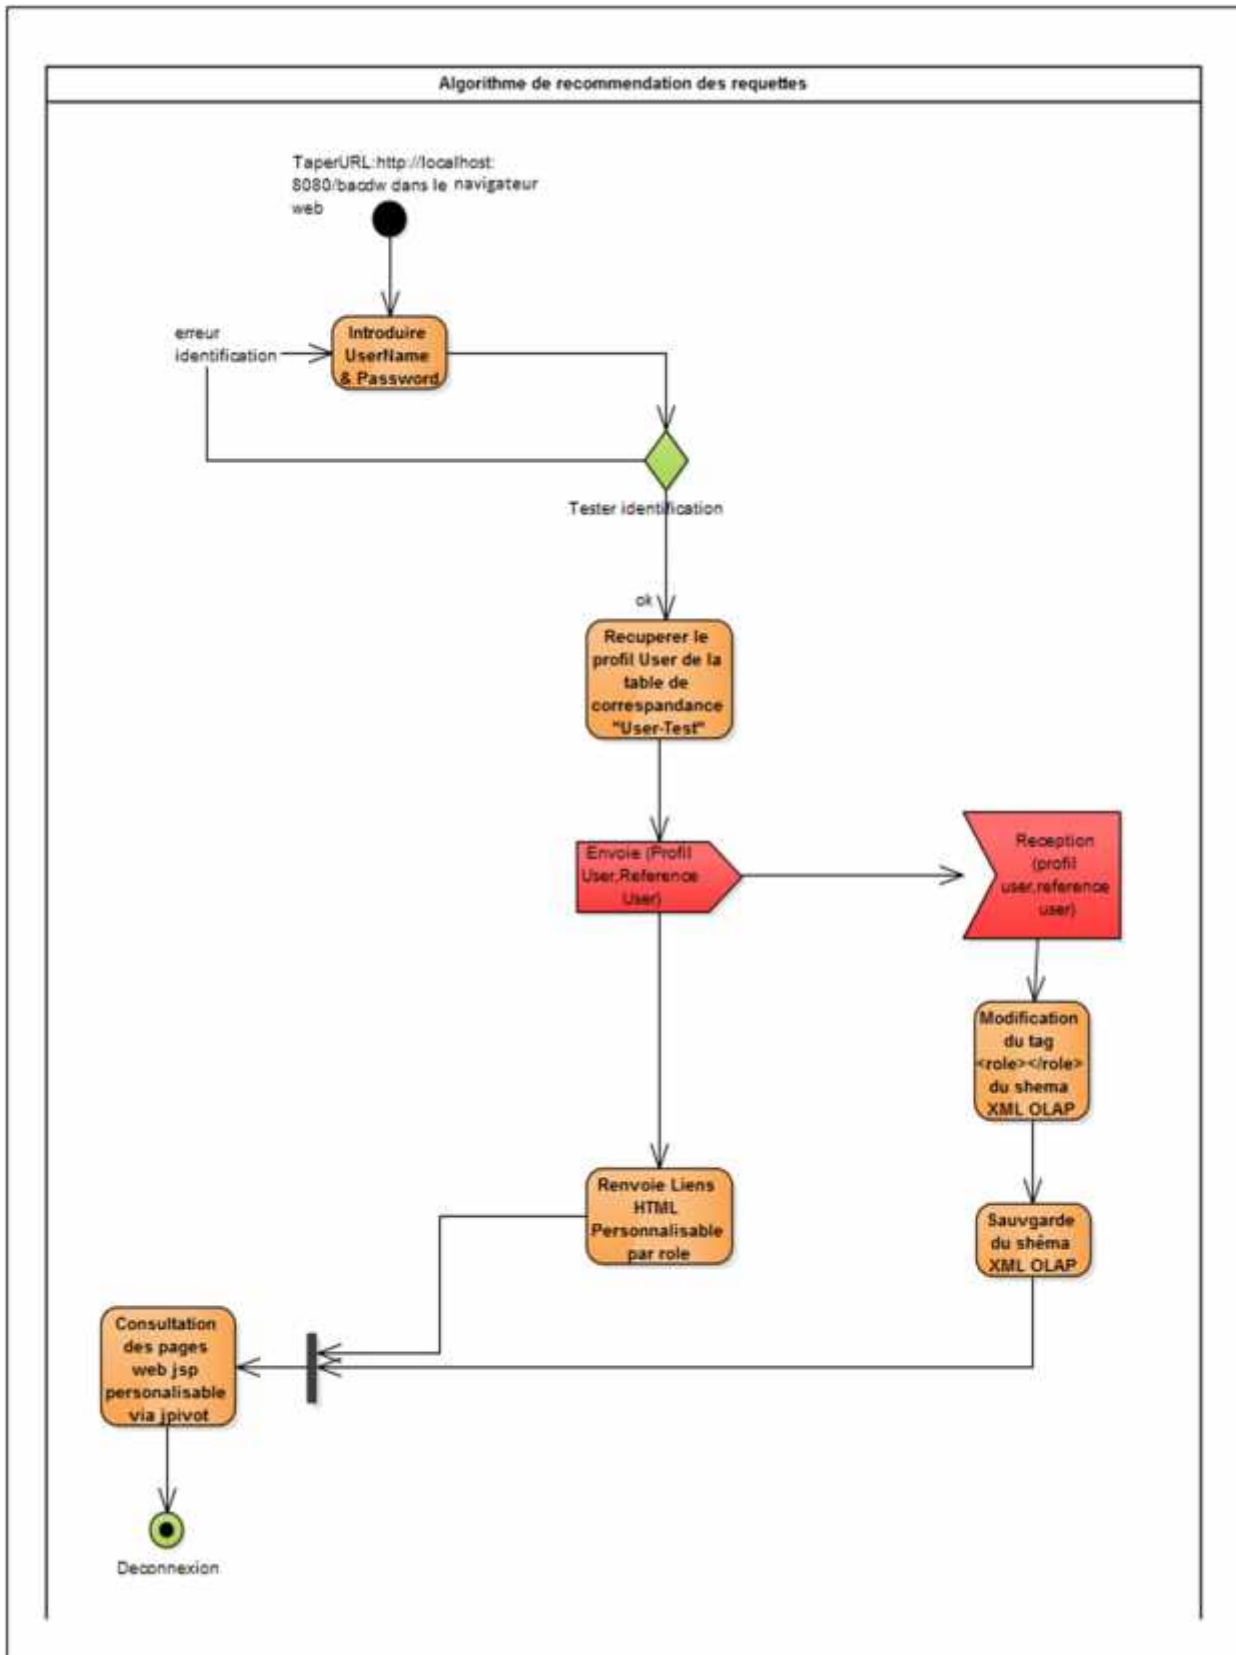 Algorithme de recommendation des requettes
TaperURL:http://localhost:
8080/bacdw dans le navigateur
web
erreur
identification
Introduire
UserName
& Password
Tester identification
ok
Recuperer le
profil User de la
table de
correspandance
"User-Test"
Envoie (Profil
User,Reference
User)
Reception
(profil
user,reference
user)
Modification
du tag
<role></role>
du shema
XML OLAP
Renvoie Liens
HTML
Personnalisable
par role
Sauvgarde
du shéma
XML OLAP
Consultation
des pages
web jsp
personalisable
via jpivot
Deconnexion